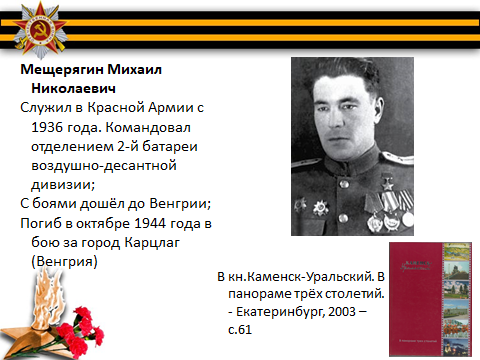 Мещерягин Михаил
Николаевич
Служил в Красной Армии с
1936 года. Командовал
отделением 2-й батареи
воздушно-десантной
дивизии;
С боями дошёл до Венгрии;
Погиб в октябре 1944 года в
бою за город Карцлаг
(Венгрия)
В кн.Каменск-Уральский. В
панораме трёх столетий.
- Екатеринбург, 2003 –
с.61